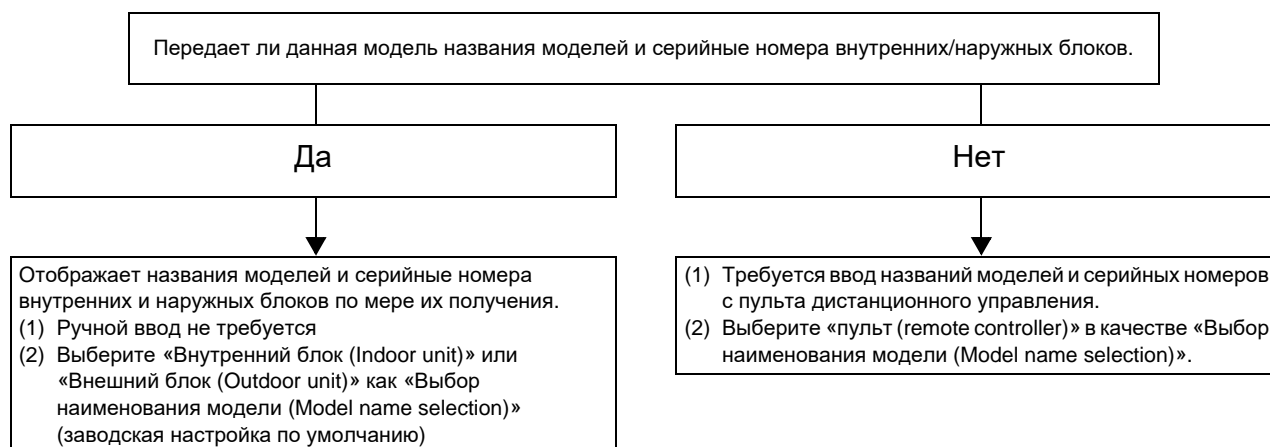 Передает ли данная модель названия моделей и серийные номера внутренних/наружных блоков.
Да
Нет
Отображает названия моделей и серийные номера
внутренних и наружных блоков по мере их получения.
(1) Ручной ввод не требуется
(2) Выберите «Внутренний блок (Indoor unit)» или
«Внешний блок (Outdoor unit)» как «Выбор
наименования модели (Model name selection)»
(заводская настройка по умолчанию)
(1) Требуется ввод названий моделей и серийных номеров
с пульта дистанционного управления.
(2) Выберите «пульт (remote controller)» в качестве «Выбор
наименования модели (Model name selection)».